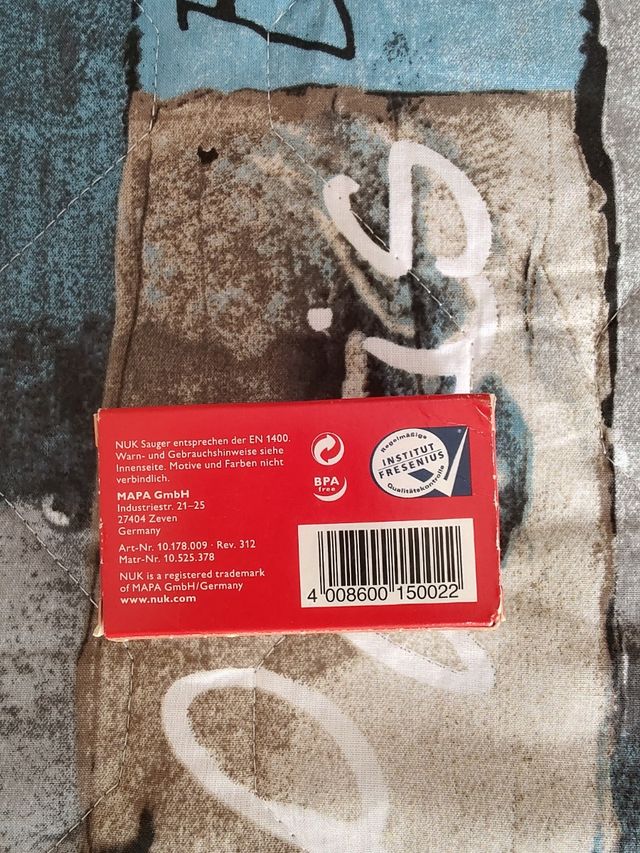 NUK Sauger entsprechen der EN 1400.
Warn- und Gebrauchshinweise siehe
Innenseite. Motive und Farben nicht
verbindlich.
MAPA GmbH
Industriestr. 21–25
27404 Zeven
Germany
Art-Nr. 10.178.009 · Rev. 312
Matr-Nr. 10.525.378
NUK is a registered trademark
of MAPA GmbH/Germany
www.nuk.com
BPA
free
Regelmäßige
INSTITUT
FRESENIUS
Qualitätskontrolle
4 008600 150022